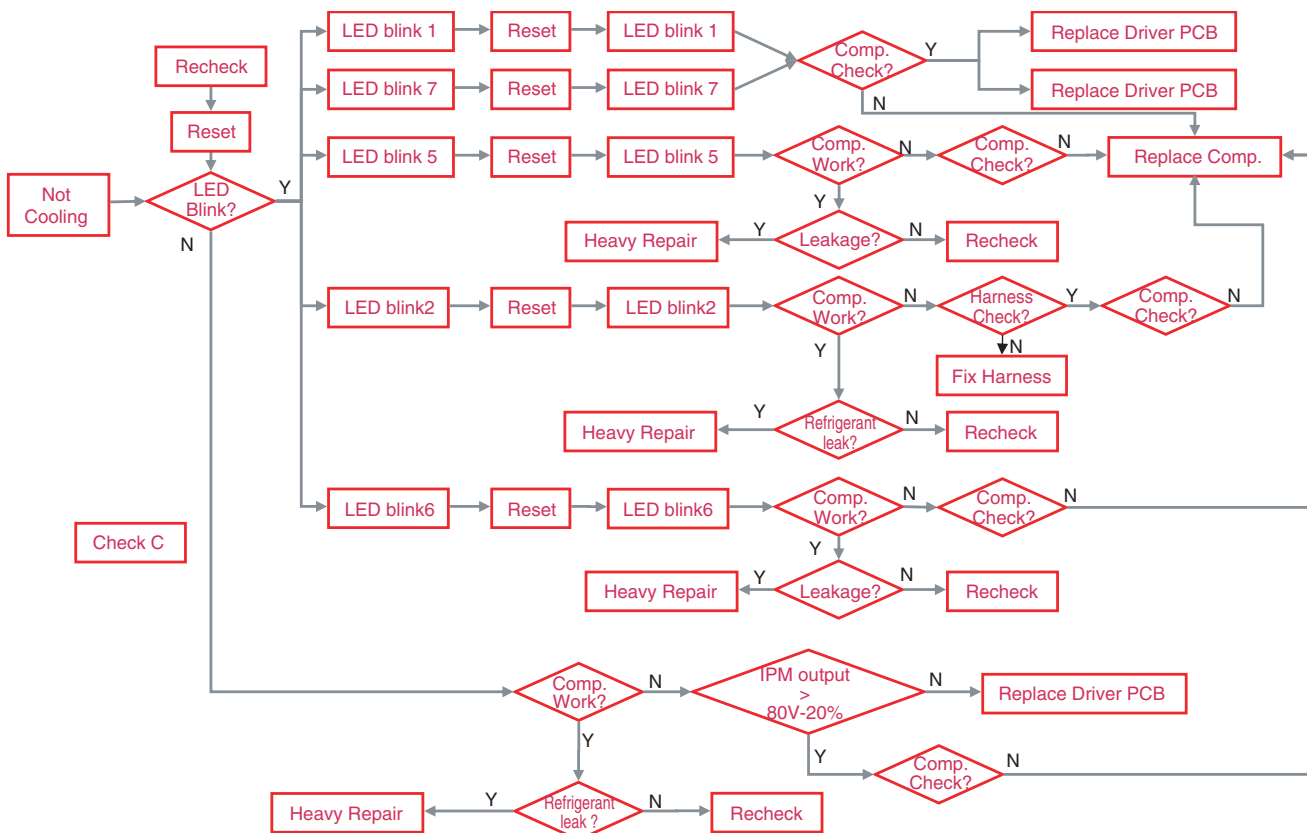 LED blink 1
Reset
LED blink 1
Comp.
Check?
Y
N
Replace Driver PCB
Replace Driver PCB
Recheck
Reset
LED blink 7
Reset
LED blink 7
Not
Cooling
LED
Blink?
Y
N
LED blink 5
Reset
LED blink 5
Comp.
Work?
N
Y
Comp.
Check?
N
Replace Comp.
Heavy Repair
Y
Leakage?
N
Recheck
LED blink2
Reset
LED blink2
Comp.
Work?
N
Y
Harness
Check?
Y
N
Comp.
Check?
N
Fix Harness
Heavy Repair
Y
Refrigerant
leak?
N
Recheck
LED blink6
Reset
LED blink6
Comp.
Work?
N
Y
Comp.
Check?
N
Check C
Heavy Repair
Y
Leakage?
N
Recheck
Comp.
Work?
N
Y
IPM output
>
80V-20%
N
Y
Replace Driver PCB
Comp.
Check?
N
Heavy Repair
Y
Refrigerant
leak ?
N
Recheck